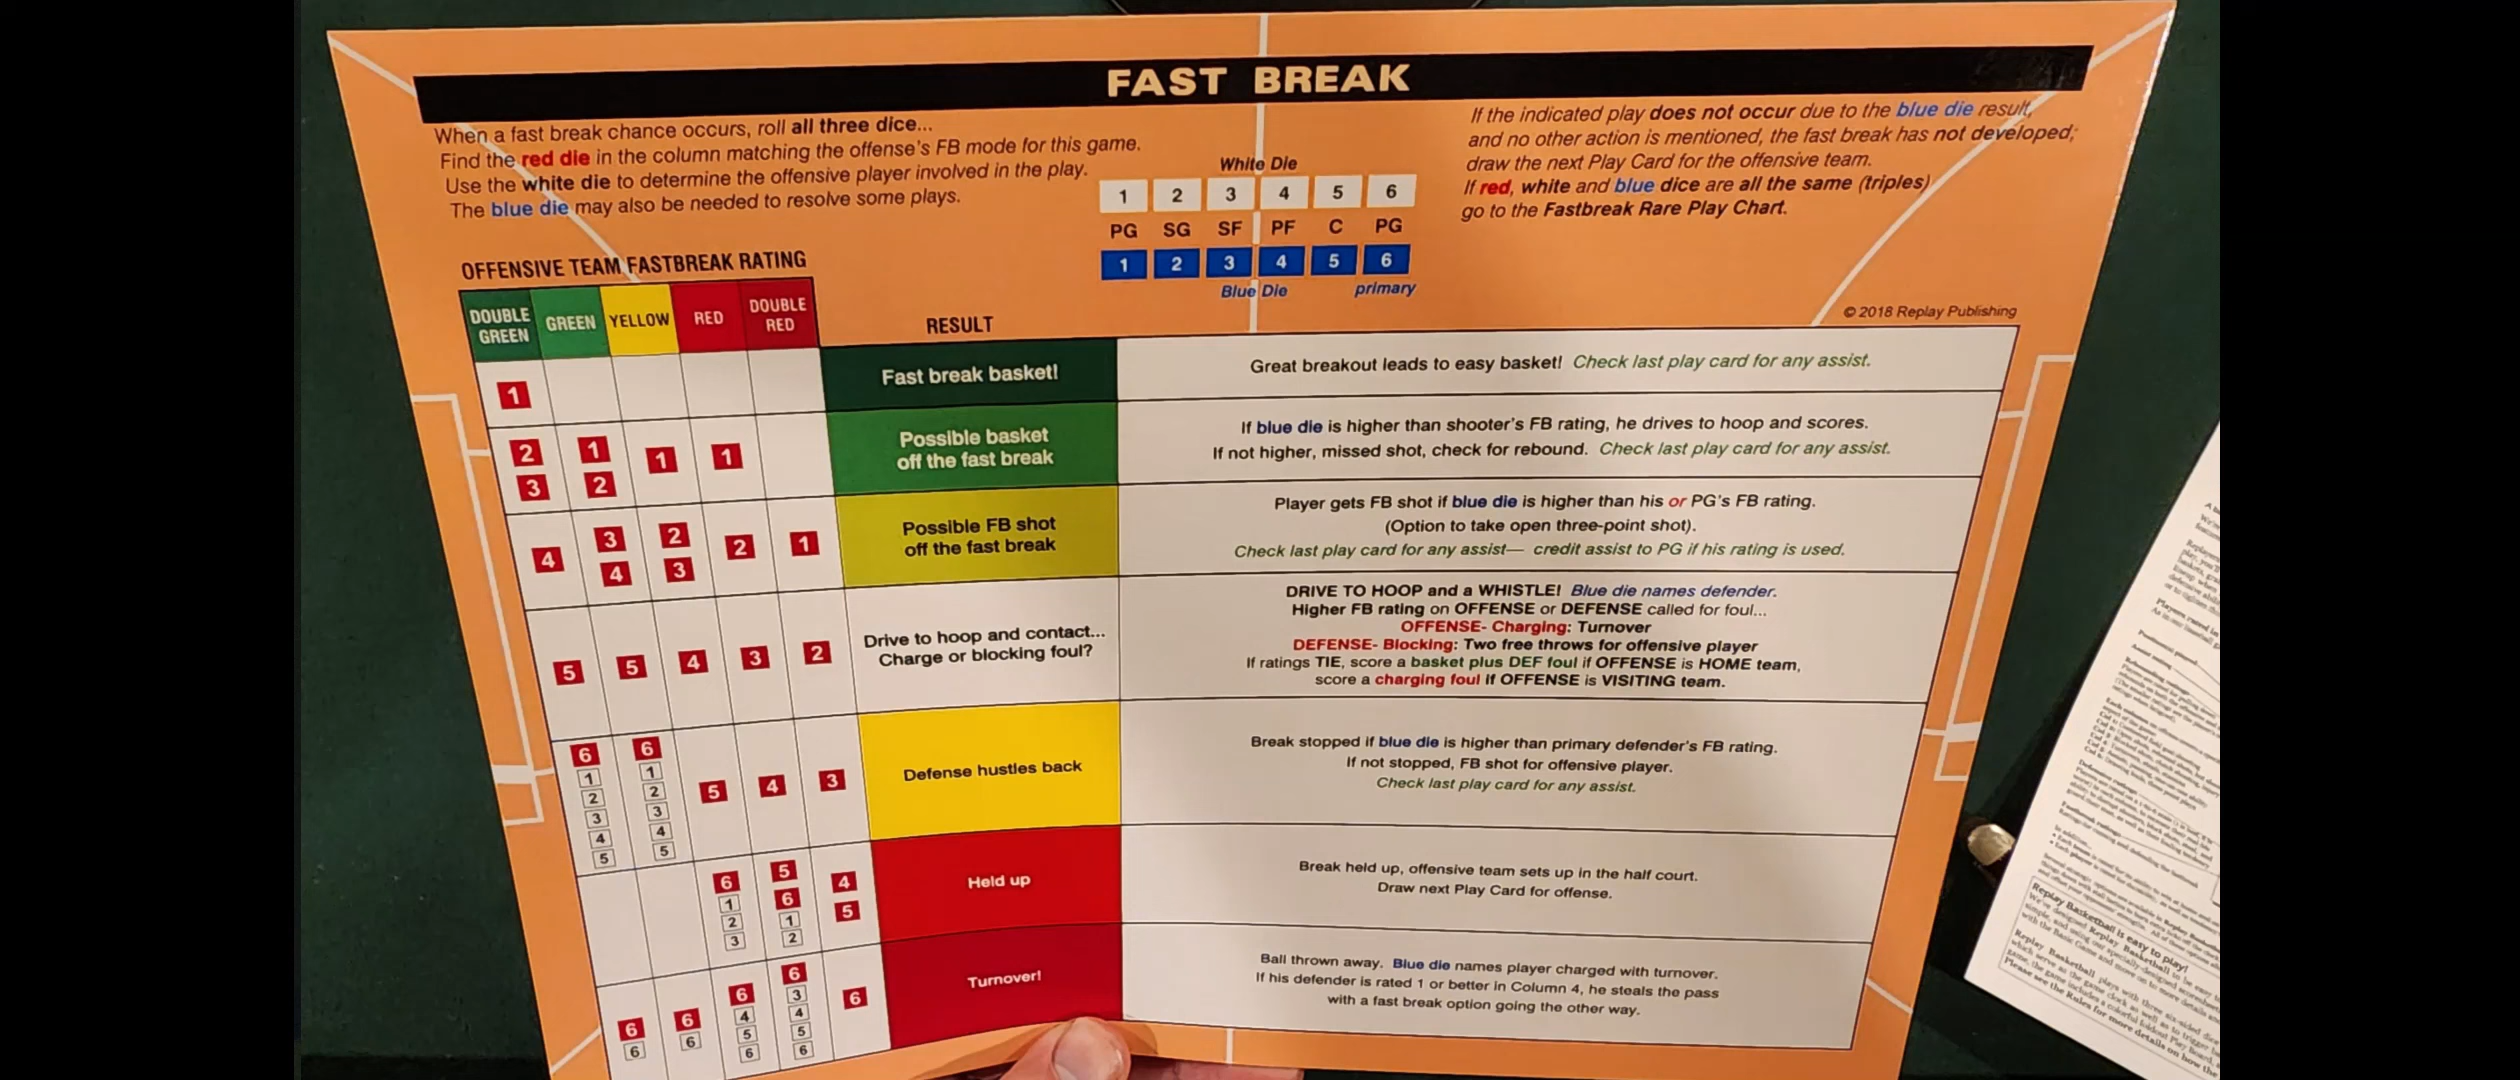 FAST BREAK
When a fast break chance occurs, roll all three dice...
Find the red die in the column matching the offense's FB mode for this game.
Use the white die to determine the offensive player involved in the play.
The blue die may also be needed to resolve some plays.
White Die
1 2 3 4 5 6
PG SG SF PF C PG
1 2 3 4 5 6
Blue Die primary
If the indicated play does not occur due to the blue die result,
and no other action is mentioned, the fast break has not developed;
draw the next Play Card for the offensive team.
If red, white and blue dice are all the same (triples)
go to the Fastbreak Rare Play Chart.
© 2018 Replay Publishing
OFFENSIVE TEAM FASTBREAK RATING
DOUBLE GREEN
GREEN
YELLOW
RED
DOUBLE RED
RESULT
1
Fast break basket!
Great breakout leads to easy basket! Check last play card for any assist.
2 1 1 1
3 2
Possible basket
off the fast break
If blue die is higher than shooter's FB rating, he drives to hoop and scores.
If not higher, missed shot, check for rebound. Check last play card for any assist.
4 3 2 2 1
4 3
Possible FB shot
off the fast break
Player gets FB shot if blue die is higher than his or PG's FB rating.
(Option to take open three-point shot).
Check last play card for any assist— credit assist to PG if his rating is used.
5 5 4 3 2
Drive to hoop and contact...
Charge or blocking foul?
DRIVE TO HOOP and a WHISTLE! Blue die names defender.
Higher FB rating on OFFENSE or DEFENSE called for foul...
OFFENSE- Charging: Turnover
DEFENSE- Blocking: Two free throws for offensive player
If ratings TIE, score a basket plus DEF foul if OFFENSE is HOME team,
score a charging foul if OFFENSE is VISITING team.
6 6 5 4 3
1 1
2 2
3 3
4 4
5 5
Defense hustles back
Break stopped if blue die is higher than primary defender's FB rating.
If not stopped, FB shot for offensive player.
Check last play card for any assist.
6 5 4
1 6 5
2 1
3 2
Held up
Break held up, offensive team sets up in the half court.
Draw next Play Card for offense.
6 6 6 6 6
6 6 4 3
5 4
6 5
6
Turnover!
Ball thrown away. Blue die names player charged with turnover.
If his defender is rated 1 or better in Column 4, he steals the pass
with a fast break option going the other way.
Replay Basketball is easy to play!